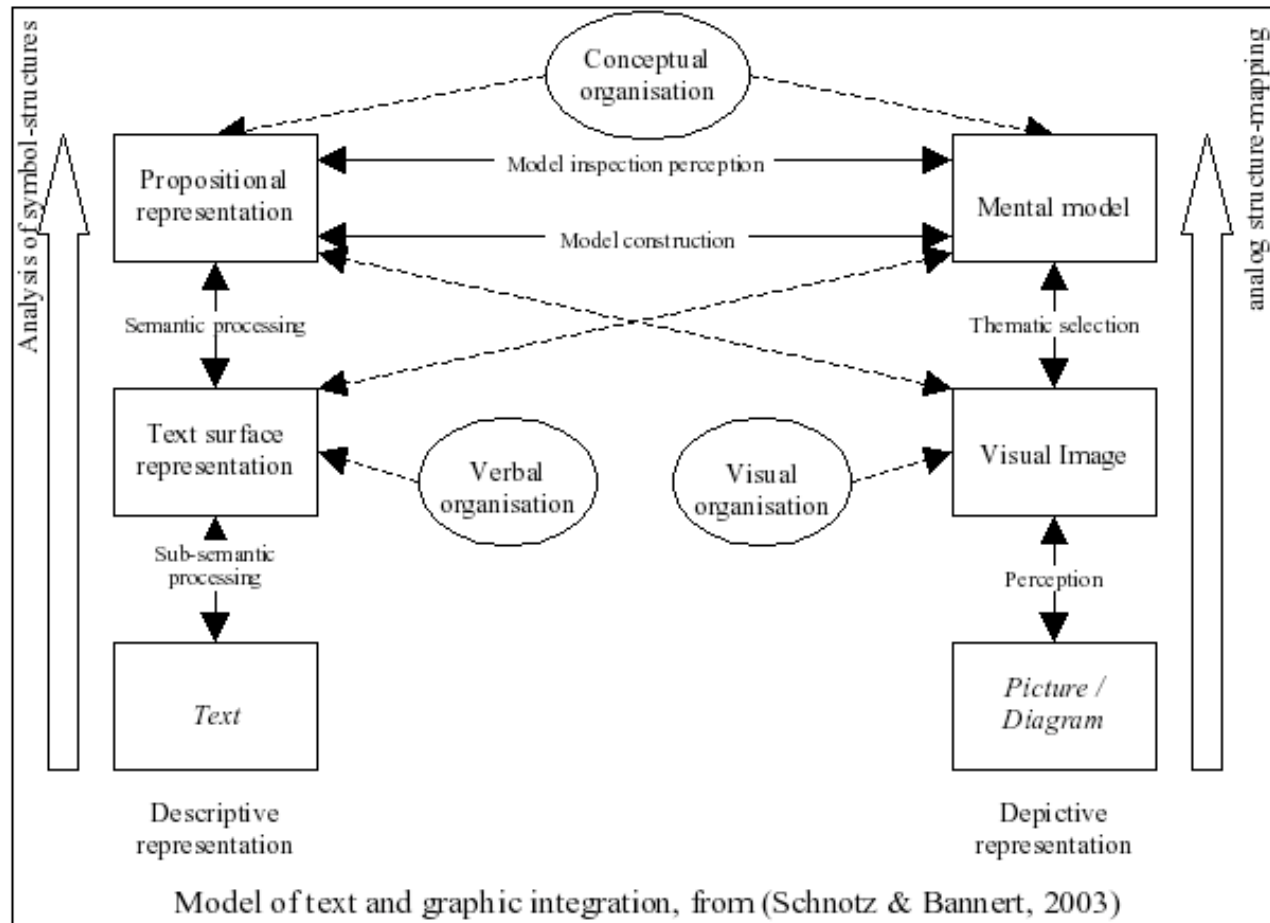 Analysis of symbol-structures
analog structure-mapping
Conceptual
organisation
Propositional
representation
Model inspection perception
Mental model
Model construction
Semantic processing
Thematic selection
Text surface
representation
Verbal
organisation
Visual
organisation
Visual Image
Sub-semantic
processing
Perception
Text
Picture /
Diagram
Descriptive
representation
Depictive
representation
Model of text and graphic integration, from (Schnotz & Bannert, 2003)